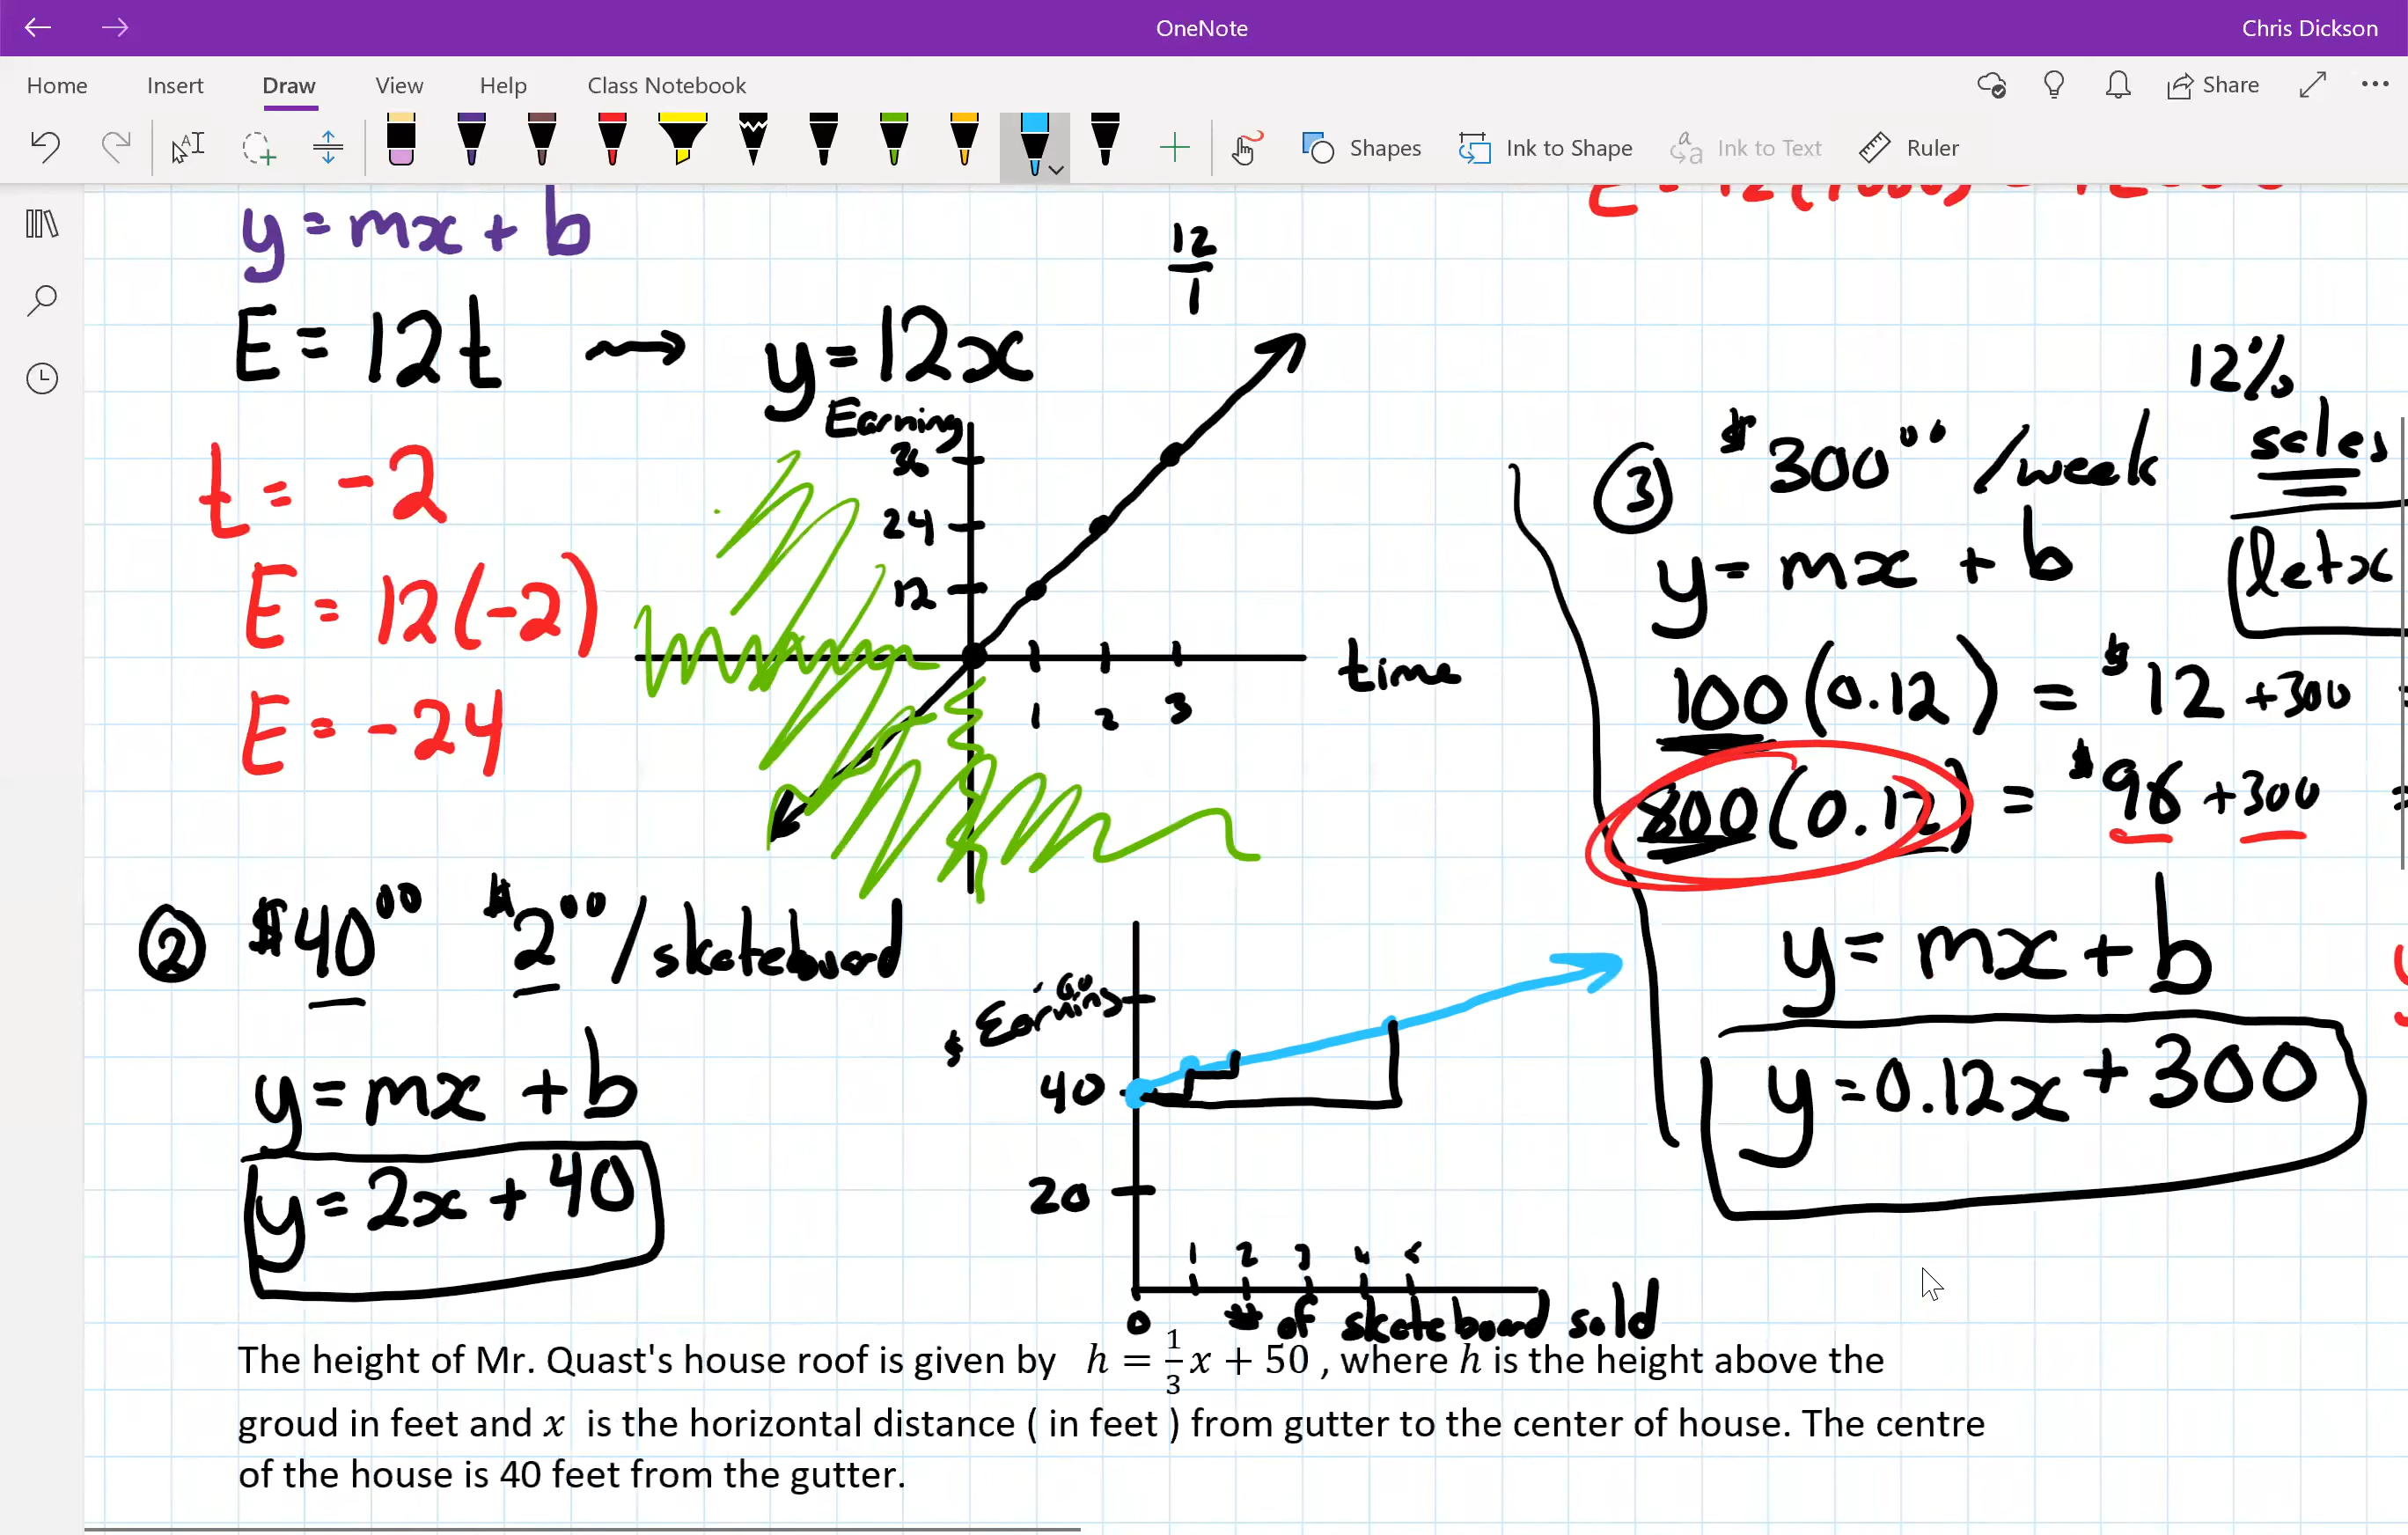 OneNote
Chris Dickson
Home Insert Draw View Help Class Notebook Share
Shapes Ink to Shape Ink to Text Ruler
y = mx + b
E = 12t → y = 12x
12/1
t = -2
E = 12(-2)
E = -24
Earning
36
24
12
1 2 3
time
② $40.00 $2.00/skateboard
y = mx + b
y = 2x + 40
$ Earnings
60
40
20
1 2 3 4 5
0 # of skateboard sold
12%
③ $300.00/week sales
y = mx + b let x
100(0.12) = $12 + 300 =
800(0.12) = $96 + 300 =
y = mx + b
y = 0.12x + 300
The height of Mr. Quast's house roof is given by h = 1/3 x + 50 , where h is the height above the
groud in feet and x is the horizontal distance ( in feet ) from gutter to the center of house. The centre
of the house is 40 feet from the gutter.